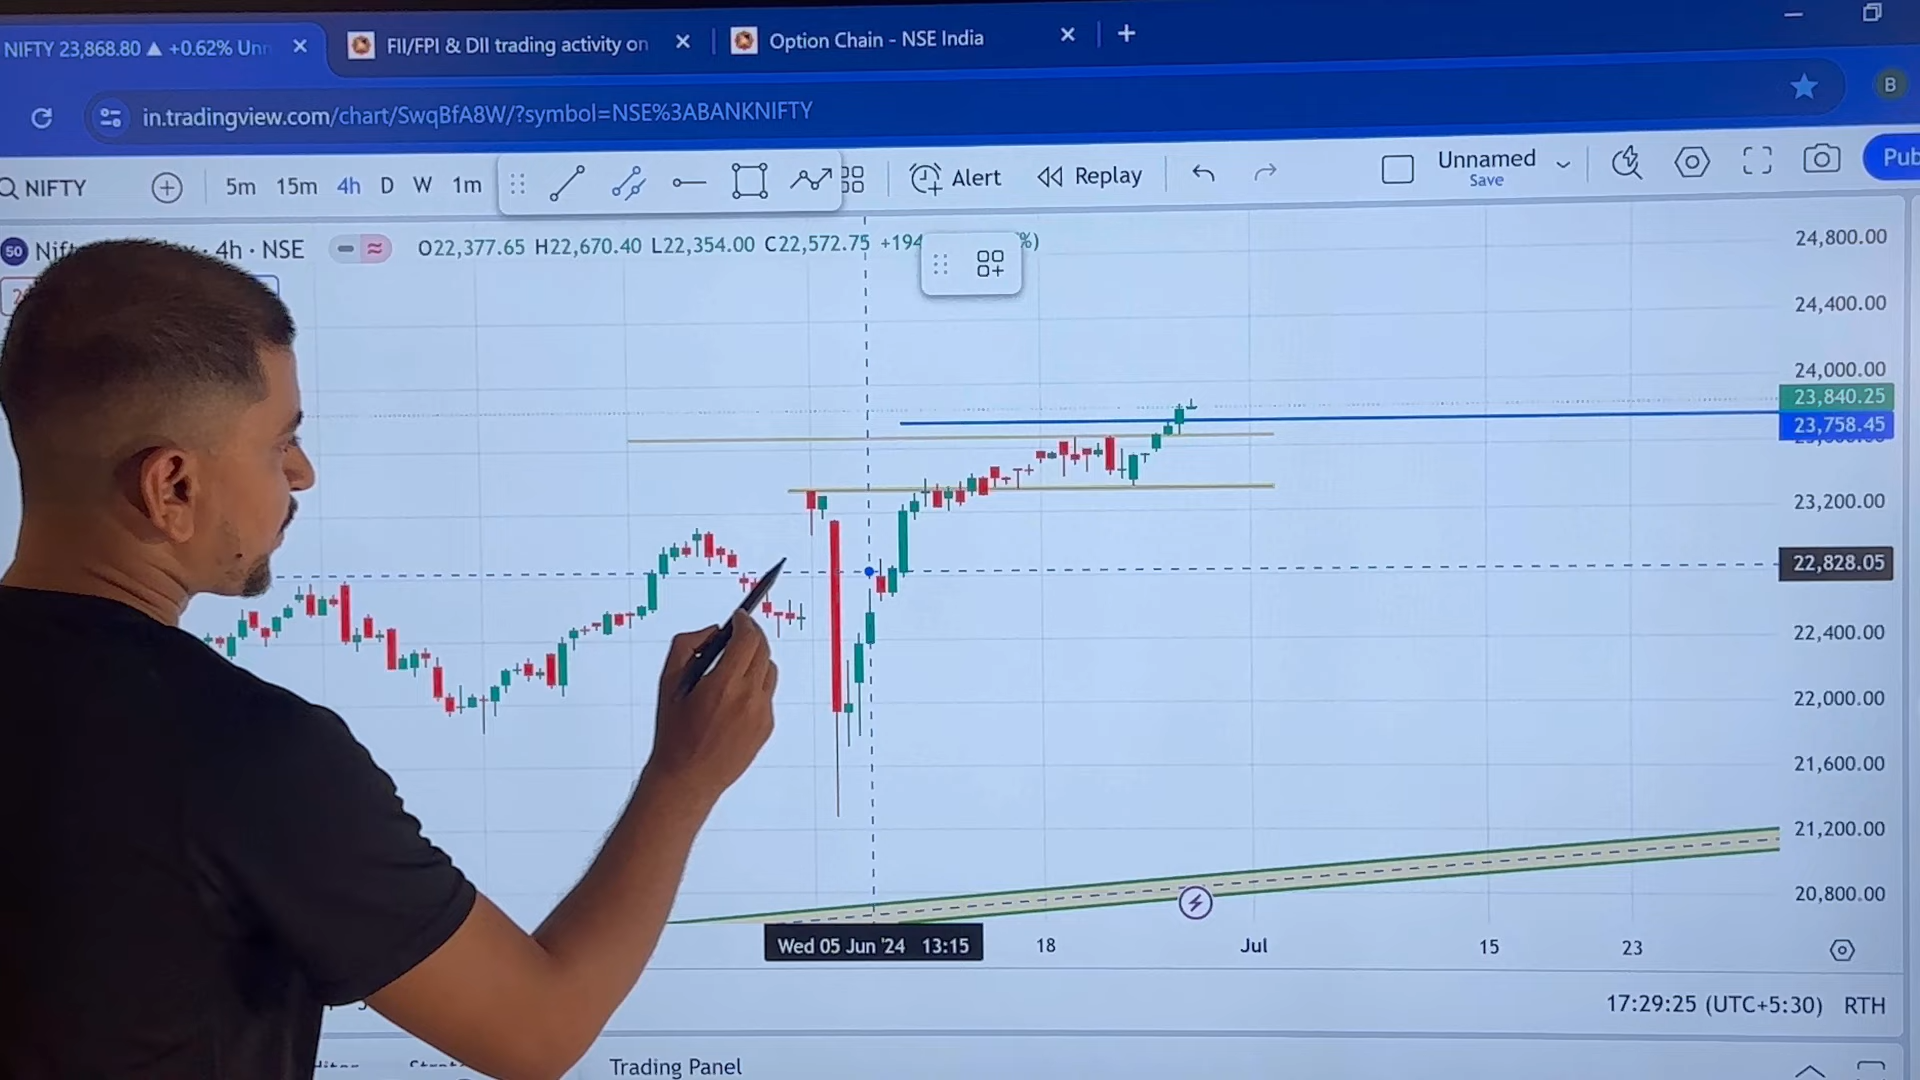 NIFTY 23,868.80 ▲ +0.62% Unn
FII/FPI & DII trading activity on
Option Chain - NSE India
B
in.tradingview.com/chart/SwqBfA8W/?symbol=NSE%3ABANKNIFTY
NIFTY
5m 15m 4h D W 1m
Alert
Replay
Unnamed
Save
Pub
50 Nif
4h · NSE
O22,377.65 H22,670.40 L22,354.00 C22,572.75 +194
%)
24,800.00
24,400.00
24,000.00
23,840.25
23,758.45
23,200.00
22,828.05
22,400.00
22,000.00
21,600.00
21,200.00
20,800.00
Wed 05 Jun '24 13:15
18
Jul
15
23
17:29:25 (UTC+5:30) RTH
Trading Panel